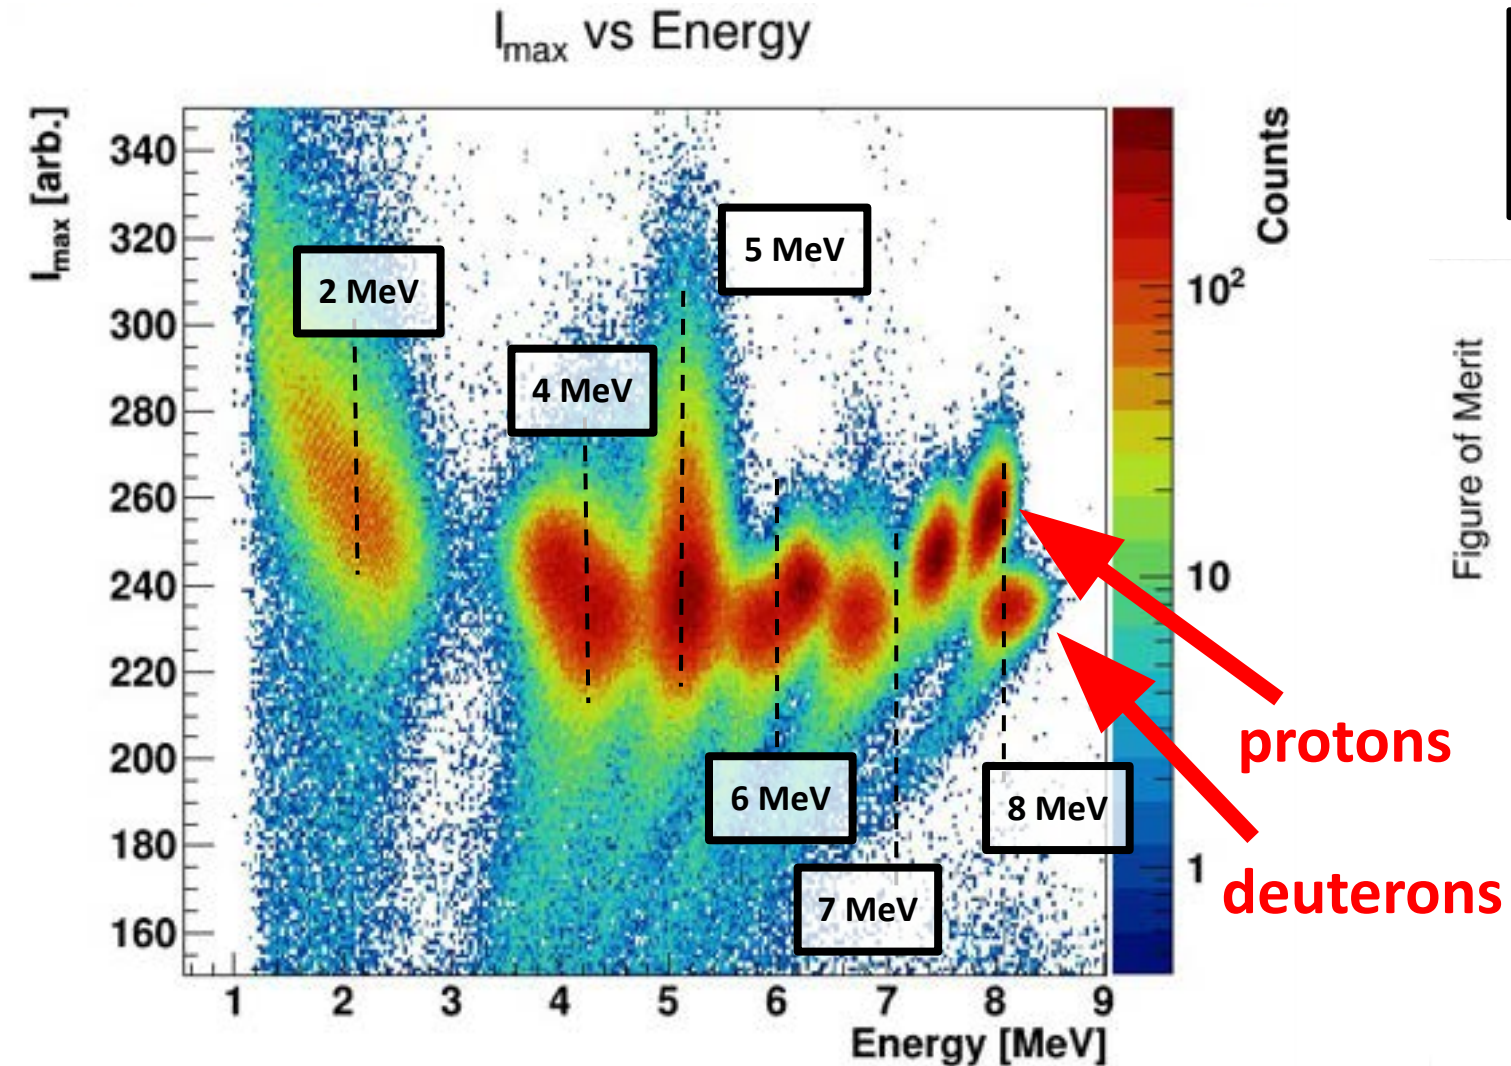 I_max vs Energy
I_max [arb.]
340
320
300
280
260
240
220
200
180
160
1 2 3 4 5 6 7 8 9
Energy [MeV]
2 MeV
4 MeV
5 MeV
6 MeV
7 MeV
8 MeV
Counts
10²
10
1
protons
deuterons
Figure of Merit